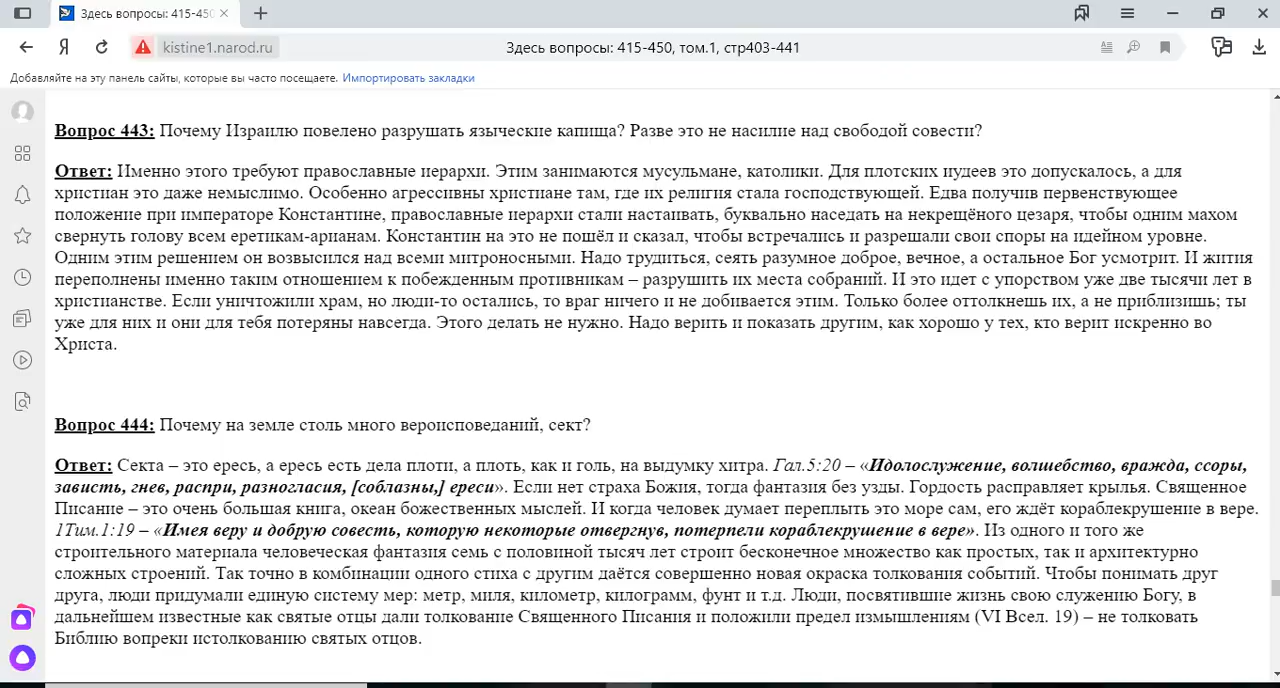 Здесь вопросы: 415-450
kistine1.narod.ru
Здесь вопросы: 415-450, том.1, стр403-441
Добавляйте на эту панель сайты, которые вы часто посещаете. Импортировать закладки
Вопрос 443: Почему Израилю повелено разрушать языческие капища? Разве это не насилие над свободой совести?
Ответ: Именно этого требуют православные иерархи. Этим занимаются мусульмане, католики. Для плотских иудеев это допускалось, а для
христиан это даже немыслимо. Особенно агрессивны христиане там, где их религия стала господствующей. Едва получив первенствующее
положение при императоре Константине, православные иерархи стали настаивать, буквально наседать на некрещёного цезаря, чтобы одним махом
свернуть голову всем еретикам-арианам. Константин на это не пошёл и сказал, чтобы встречались и разрешали свои споры на идейном уровне.
Одним этим решением он возвысился над всеми митроносными. Надо трудиться, сеять разумное доброе, вечное, а остальное Бог усмотрит. И жития
переполнены именно таким отношением к побежденным противникам – разрушить их места собраний. И это идет с упорством уже две тысячи лет в
христианстве. Если уничтожили храм, но люди-то остались, то враг ничего и не добивается этим. Только более оттолкнешь их, а не приблизишь; ты
уже для них и они для тебя потеряны навсегда. Этого делать не нужно. Надо верить и показать другим, как хорошо у тех, кто верит искренно во
Христа.
Вопрос 444: Почему на земле столь много вероисповеданий, сект?
Ответ: Секта – это ересь, а ересь есть дела плоти, а плоть, как и голь, на выдумку хитра. Гал.5:20 – «Идолослужение, волшебство, вражда, ссоры,
зависть, гнев, распри, разногласия, [соблазны,] ереси». Если нет страха Божия, тогда фантазия без узды. Гордость расправляет крылья. Священное
Писание – это очень большая книга, океан божественных мыслей. И когда человек думает переплыть это море сам, его ждёт кораблекрушение в вере.
1Тим.1:19 – «Имея веру и добрую совесть, которую некоторые отвергнув, потерпели кораблекрушение в вере». Из одного и того же
строительного материала человеческая фантазия семь с половиной тысяч лет строит бесконечное множество как простых, так и архитектурно
сложных строений. Так точно в комбинации одного стиха с другим даётся совершенно новая окраска толкования событий. Чтобы понимать друг
друга, люди придумали единую систему мер: метр, миля, километр, килограмм, фунт и т.д. Люди, посвятившие жизнь свою служению Богу, в
дальнейшем известные как святые отцы дали толкование Священного Писания и положили предел измышлениям (VI Всел. 19) – не толковать
Библию вопреки истолкованию святых отцов.